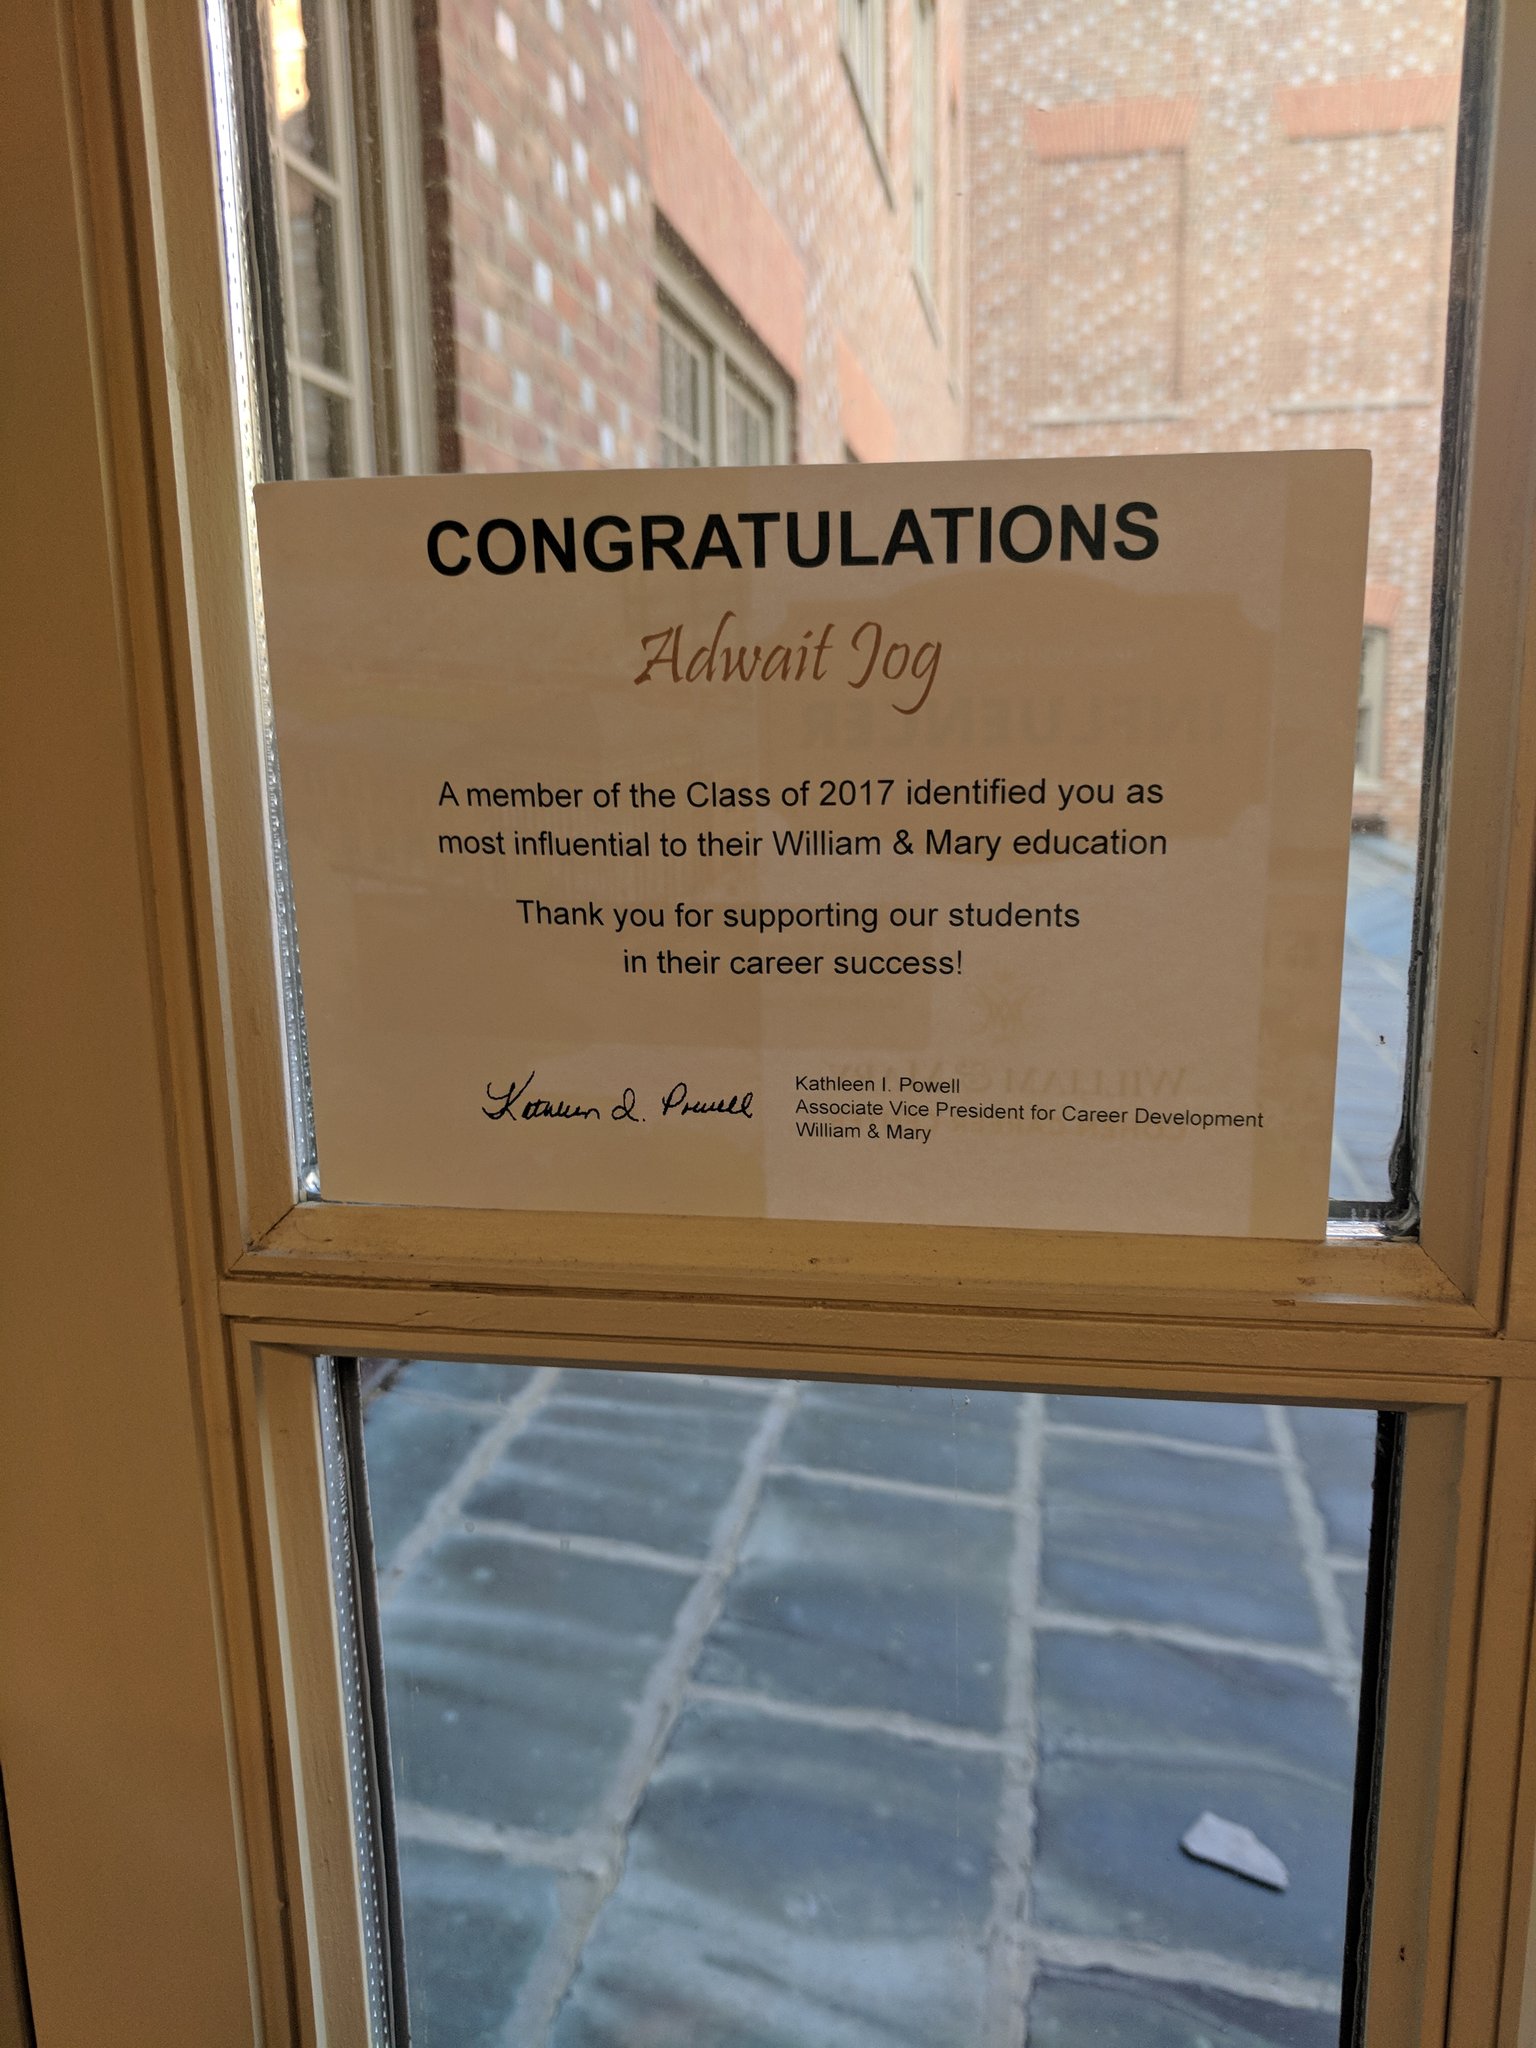 CONGRATULATIONS
Adwait Jog
A member of the Class of 2017 identified you as
most influential to their William & Mary education
Thank you for supporting our students
in their career success!
Kathleen I. Powell
Kathleen I. Powell
Associate Vice President for Career Development
William & Mary